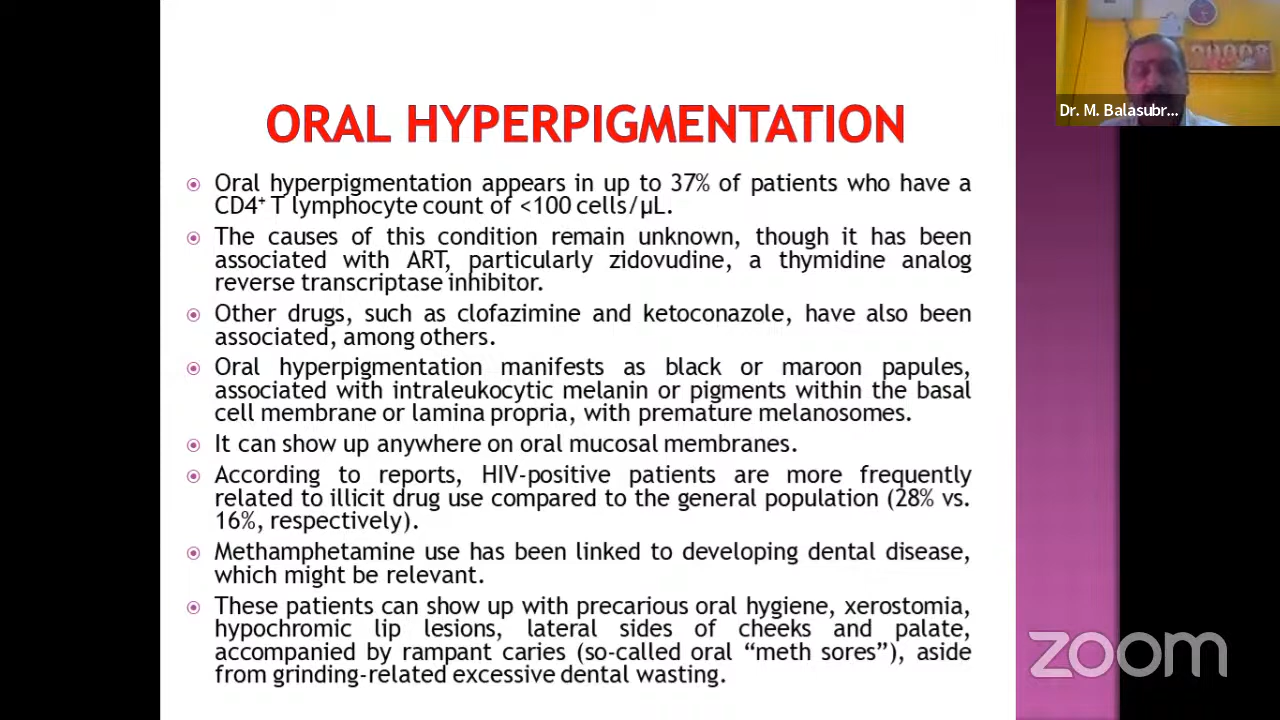 ORAL HYPERPIGMENTATION
Oral hyperpigmentation appears in up to 37% of patients who have a
CD4⁺ T lymphocyte count of <100 cells/µL.
The causes of this condition remain unknown, though it has been
associated with ART, particularly zidovudine, a thymidine analog
reverse transcriptase inhibitor.
Other drugs, such as clofazimine and ketoconazole, have also been
associated, among others.
Oral hyperpigmentation manifests as black or maroon papules,
associated with intraleukocytic melanin or pigments within the basal
cell membrane or lamina propria, with premature melanosomes.
It can show up anywhere on oral mucosal membranes.
According to reports, HIV-positive patients are more frequently
related to illicit drug use compared to the general population (28% vs.
16%, respectively).
Methamphetamine use has been linked to developing dental disease,
which might be relevant.
These patients can show up with precarious oral hygiene, xerostomia,
hypochromic lip lesions, lateral sides of cheeks and palate,
accompanied by rampant caries (so-called oral “meth sores”), aside
from grinding-related excessive dental wasting.
Dr. M. Balasubr...
zoom